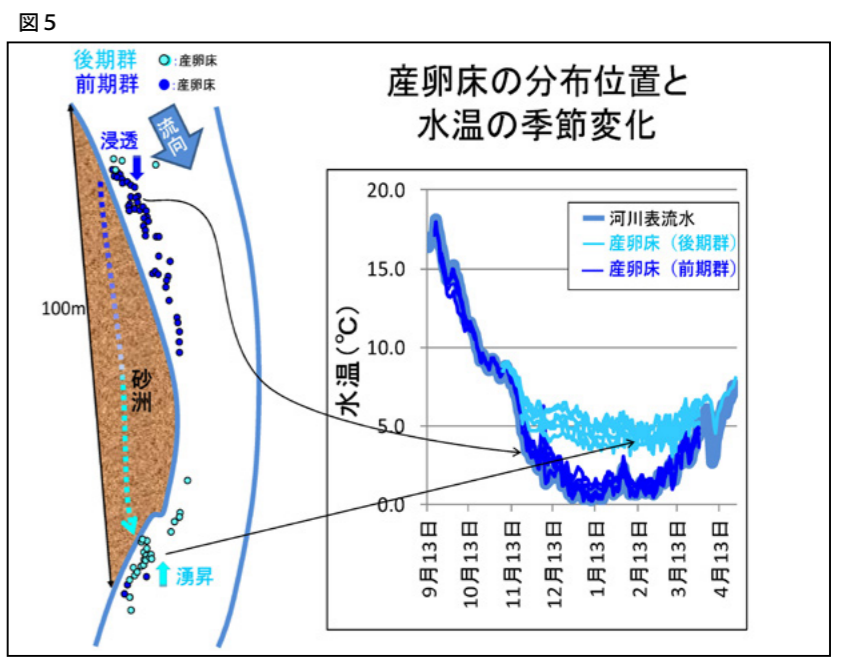 図5
後期群 :産卵床
前期群 :産卵床
浸透
流向
100m
砂洲
湧昇
産卵床の分布位置と
水温の季節変化
河川表流水
産卵床(後期群)
産卵床(前期群)
水温(℃)
20.0
15.0
10.0
5.0
0.0
9月13日
10月13日
11月13日
12月13日
1月13日
2月13日
3月13日
4月13日